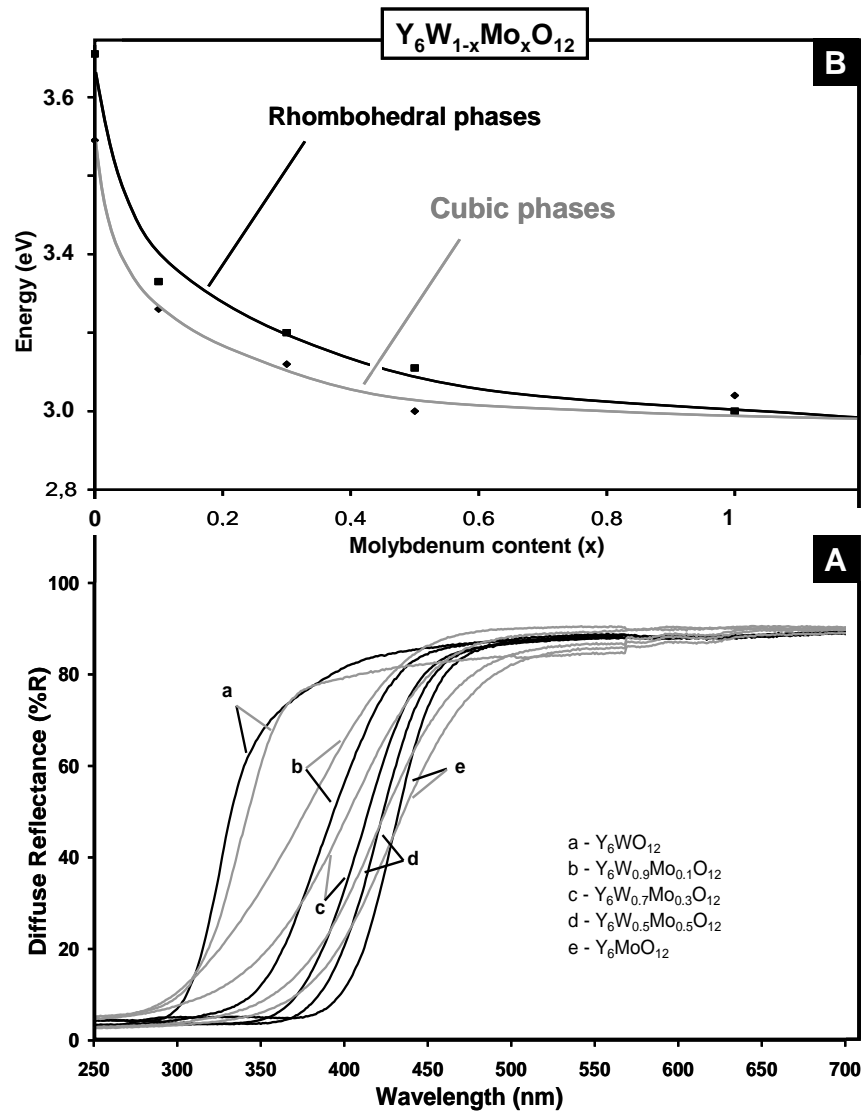 Y₆W₁₋ₓMoₓO₁₂
B
3.6
Rhombohedral phases
Cubic phases
3.4
Energy (eV)
3.0
2,8
0 0.2 0.4 0.6 0.8 1
Molybdenum content (x)
A
100
80
60
40
20
0
Diffuse Reflectance (%R)
a
b
e
d
c
a - Y₆WO₁₂
b - Y₆W₀.₉Mo₀.₁O₁₂
c - Y₆W₀.₇Mo₀.₃O₁₂
d - Y₆W₀.₅Mo₀.₅O₁₂
e - Y₆MoO₁₂
250 300 350 400 450 500 550 600 650 700
Wavelength (nm)